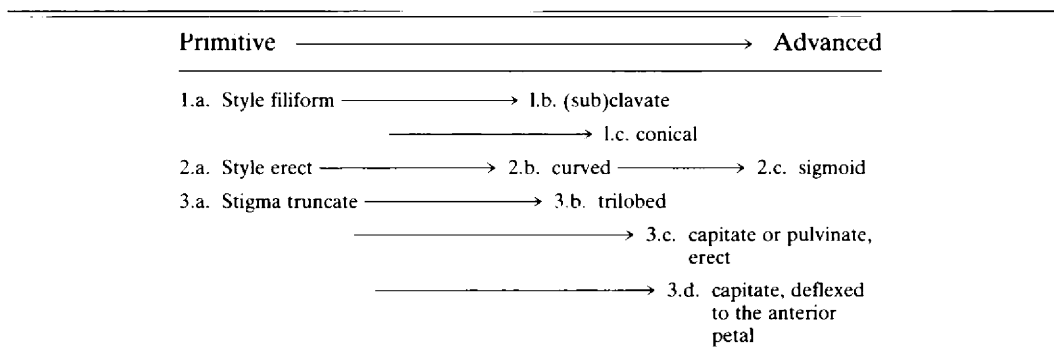 Primitive ⟶ Advanced
1.a. Style filiform ⟶ 1.b. (sub)clavate
⟶ 1.c. conical
2.a. Style erect ⟶ 2.b. curved ⟶ 2.c. sigmoid
3.a. Stigma truncate ⟶ 3.b. trilobed
⟶ 3.c. capitate or pulvinate,
erect
⟶ 3.d. capitate, deflexed
to the anterior
petal